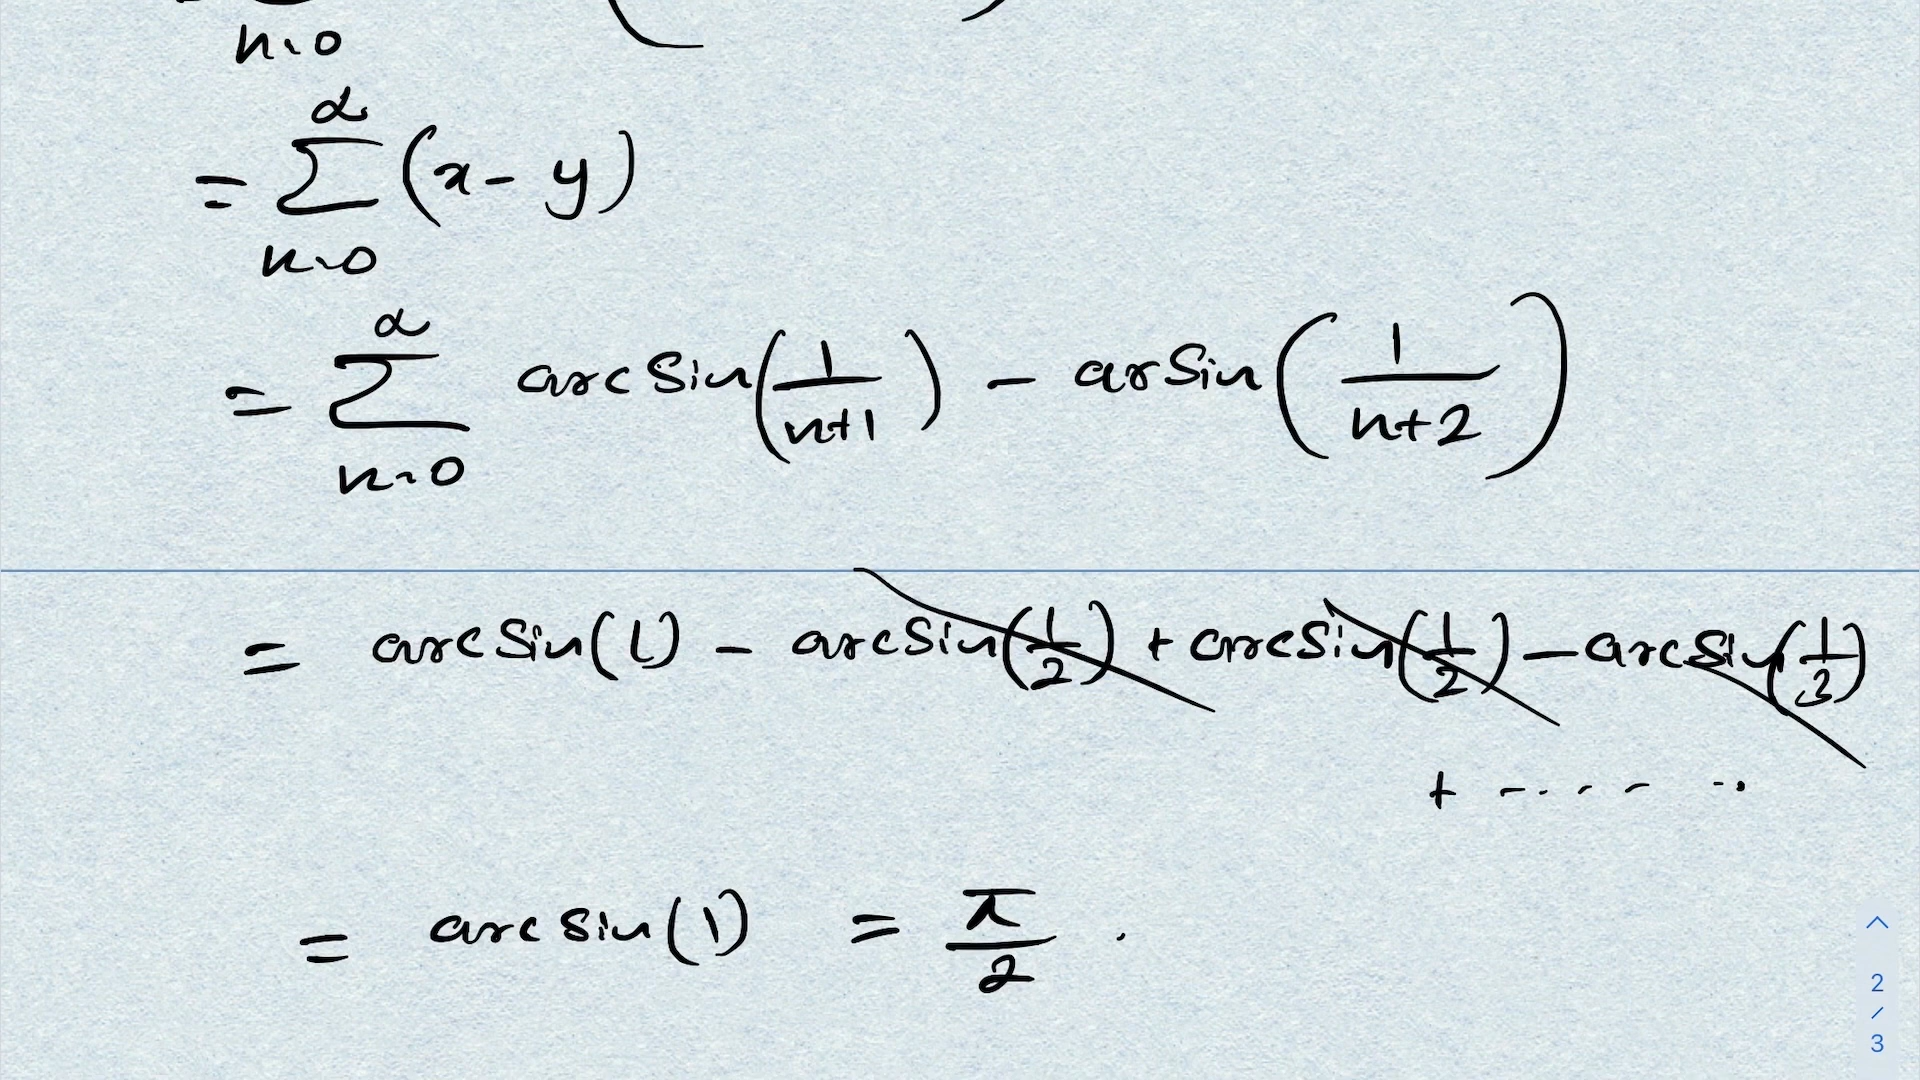 n=0
α
= Σ (x - y)
n=0
α
= Σ arcSin(1/n+1) - arSin(1/n+2)
n=0
= arcSin(1) - arcSin(1/2) + arcSin(1/2) - arcSin(1/3)
+ - - - - - -
= arcSin(1) = π/2 .
2
/
3